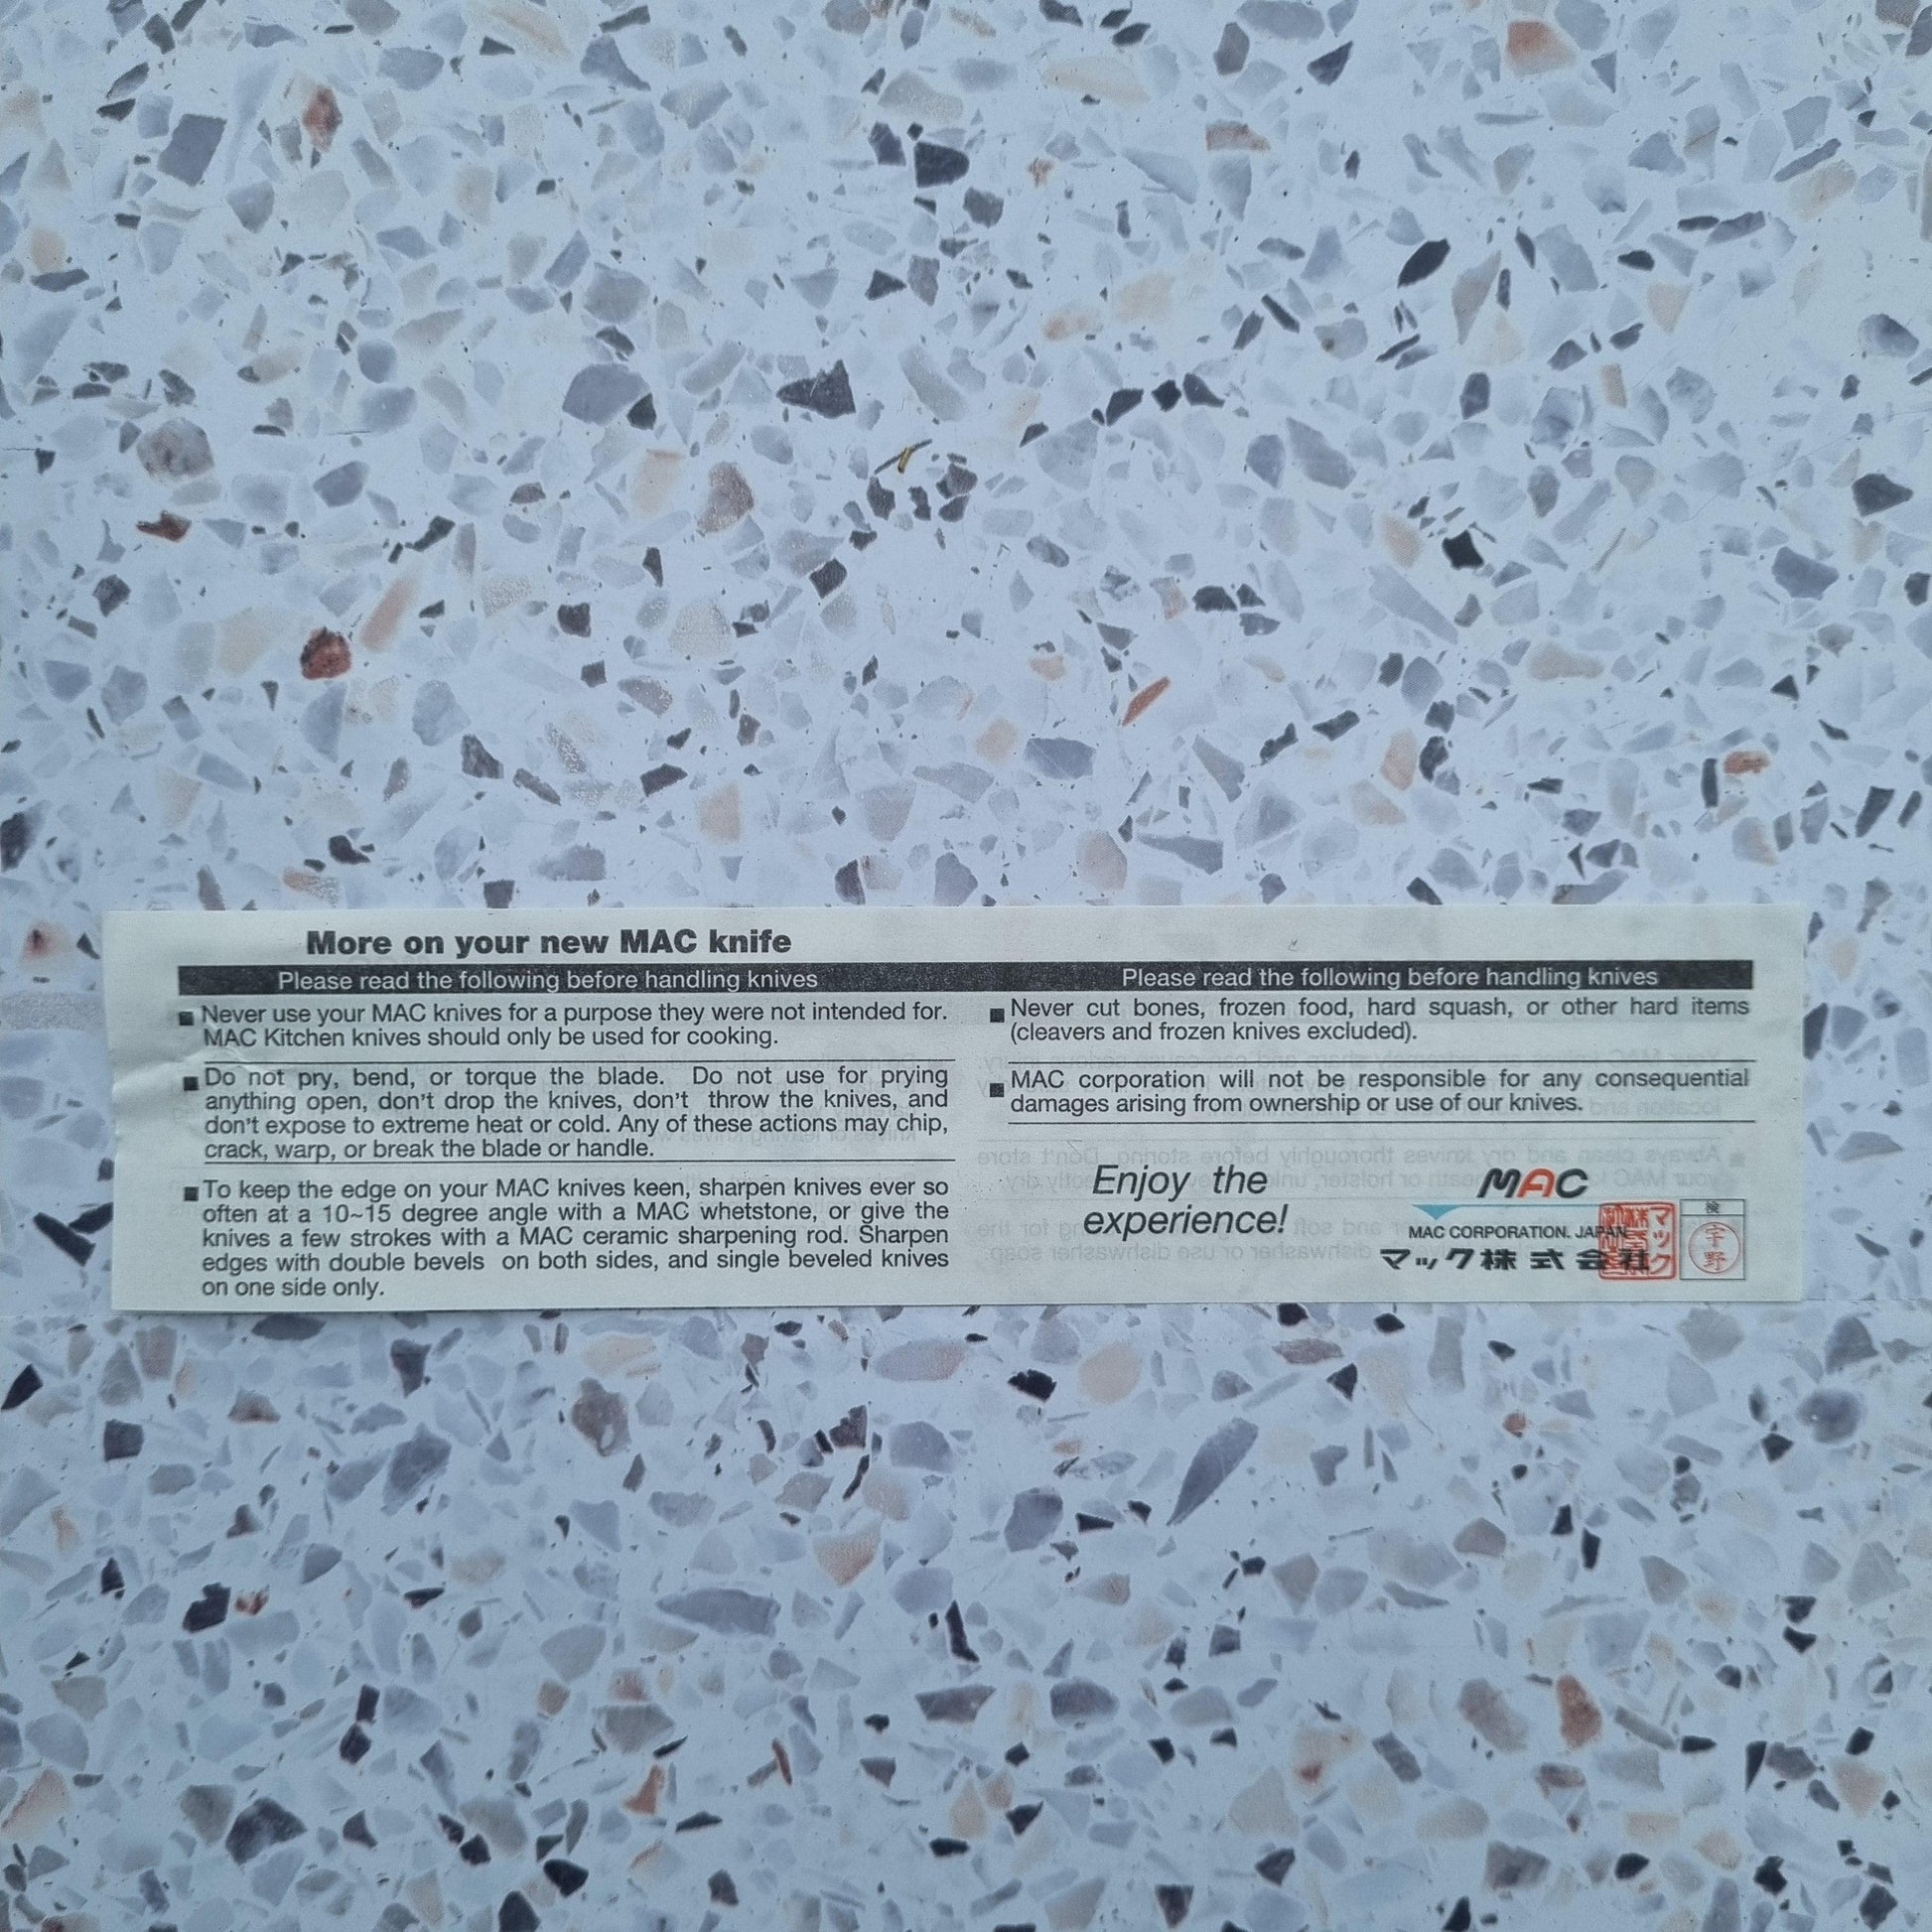 More on your new MAC knife
Please read the following before handling knives
■ Never use your MAC knives for a purpose they were not intended for.
MAC Kitchen knives should only be used for cooking.
■ Do not pry, bend, or torque the blade. Do not use for prying
anything open, don't drop the knives, don't throw the knives, and
don't expose to extreme heat or cold. Any of these actions may chip,
crack, warp, or break the blade or handle.
■ To keep the edge on your MAC knives keen, sharpen knives ever so
often at a 10~15 degree angle with a MAC whetstone, or give the
knives a few strokes with a MAC ceramic sharpening rod. Sharpen
edges with double bevels on both sides, and single beveled knives
on one side only.
Please read the following before handling knives
■ Never cut bones, frozen food, hard squash, or other hard items
(cleavers and frozen knives excluded).
■ MAC corporation will not be responsible for any consequential
damages arising from ownership or use of our knives.
Enjoy the
experience!
MAC
MAC CORPORATION. JAPAN
マック株式会社
マック
検
宇野